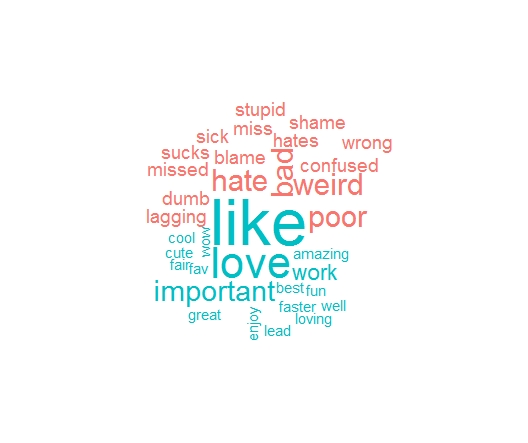 stupid
miss
shame
sick
hates
wrong
sucks
blame
bad
confused
missed
hate
weird
dumb
lagging
like
poor
cool
wow
cute
love
amazing
fair
fav
work
important
best
fun
faster
well
great
enjoy
loving
lead